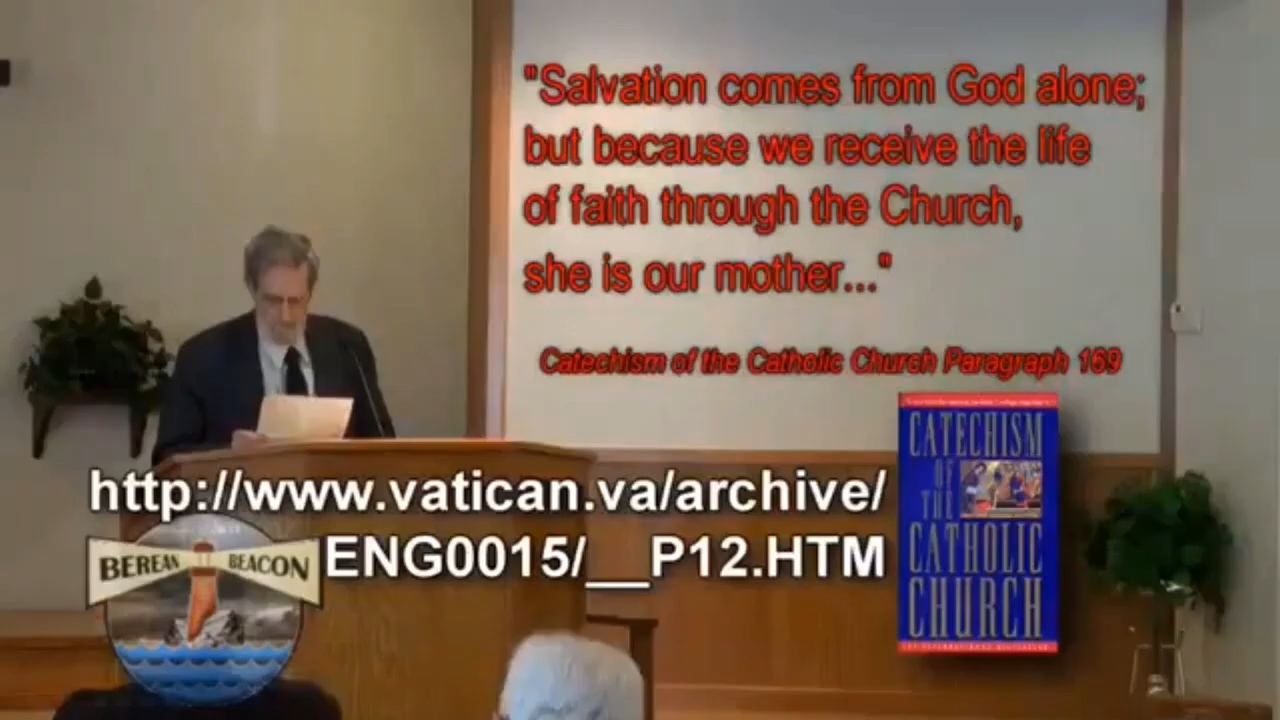 "Salvation comes from God alone;
but because we receive the life
of faith through the Church,
she is our mother..."
Catechism of the Catholic Church Paragraph 169
CATECHISM
OF
THE
CATHOLIC
CHURCH
http://www.vatican.va/archive/
ENG0015/__P12.HTM
BEREAN BEACON